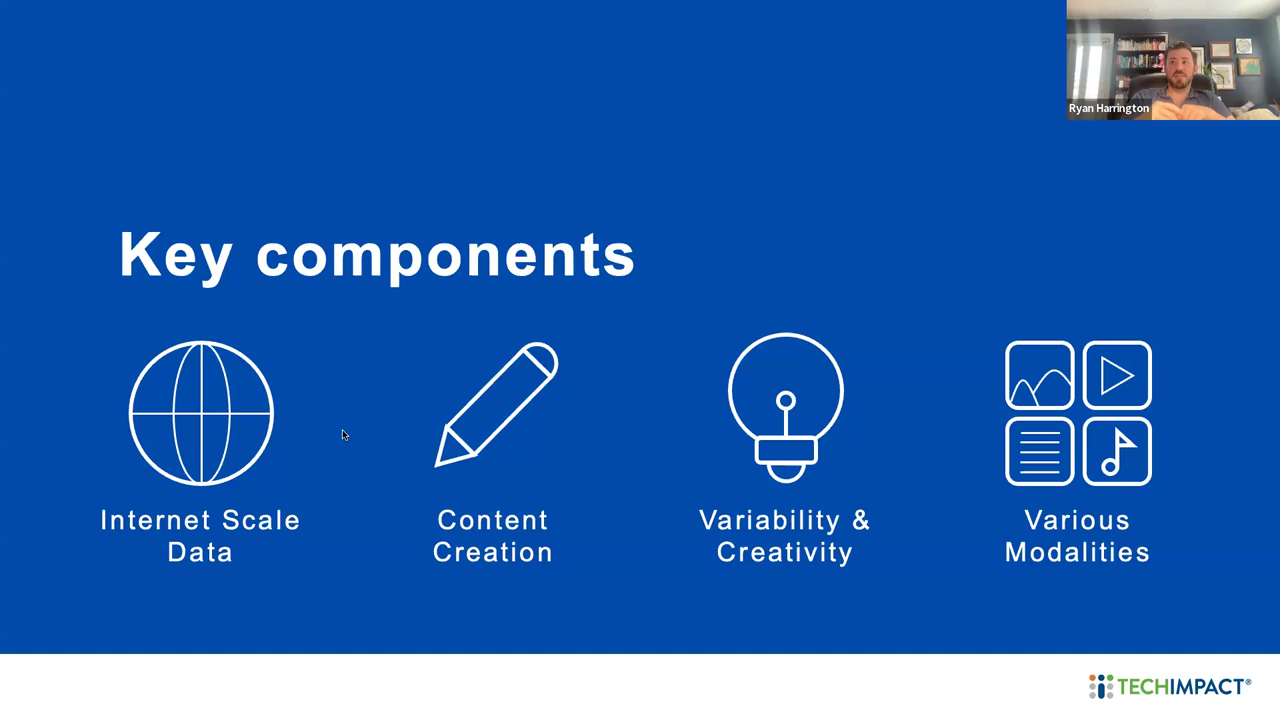 Ryan Harrington
Key components
Internet Scale
Data
Content
Creation
Variability &
Creativity
Various
Modalities
TECHIMPACT®